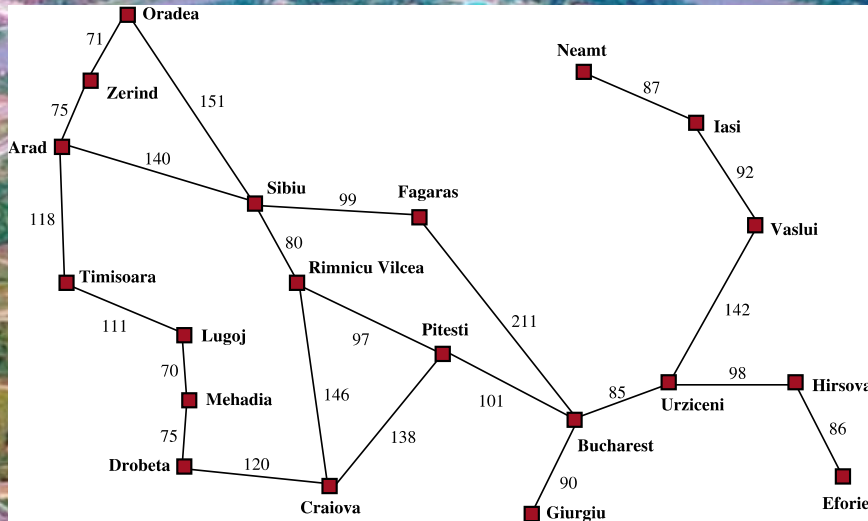 Oradea
71
Neamt
87
Zerind
151
75
Iasi
Arad
140
92
Sibiu
99
Fagaras
118
80
Vaslui
Timisoara
Rimnicu Vilcea
142
111
211
Lugoj
97
Pitesti
70
98
Hirsova
85
Mehadia
146
101
Urziceni
86
75
138
Bucharest
Drobeta
120
90
Craiova
Giurgiu
Eforie